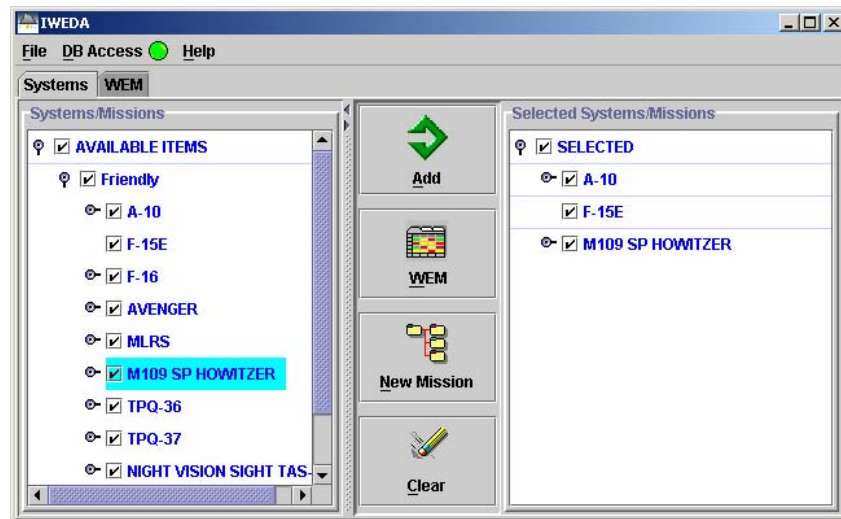 IWEDA
File DB Access Help
Systems WEM
Systems/Missions
AVAILABLE ITEMS
Friendly
A-10
F-15E
F-16
AVENGER
MLRS
M109 SP HOWITZER
TPQ-36
TPQ-37
NIGHT VISION SIGHT TAS-
Add
WEM
New Mission
Clear
Selected Systems/Missions
SELECTED
A-10
F-15E
M109 SP HOWITZER